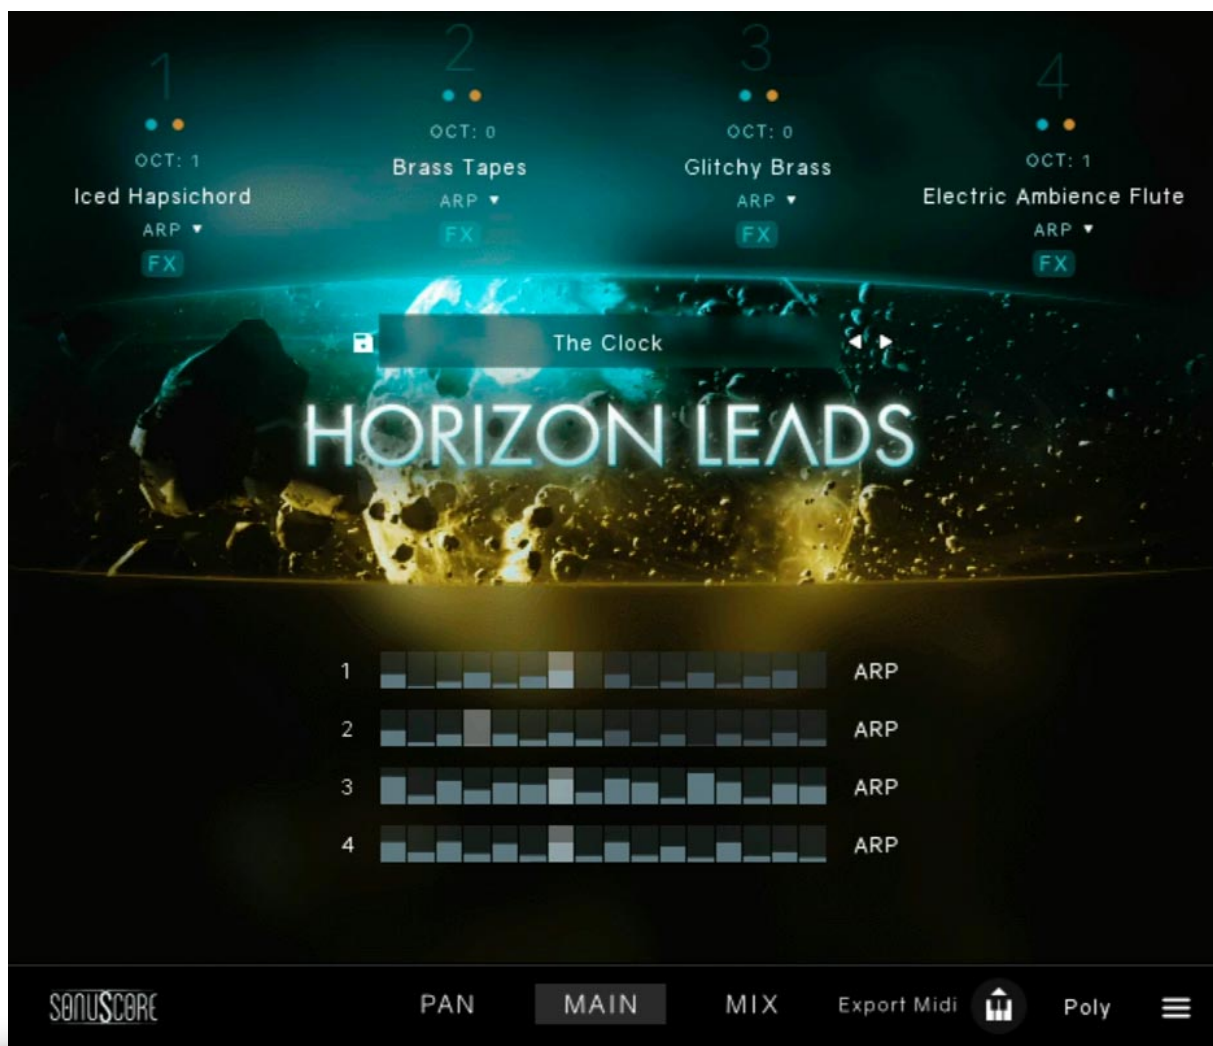 1
2
3
4
OCT: 1
OCT: 0
OCT: 0
OCT: 1
Iced Hapsichord
Brass Tapes
Glitchy Brass
Electric Ambience Flute
ARP
ARP
ARP
ARP
FX
FX
FX
FX
The Clock
HORIZON LEADS
1 ARP
2 ARP
3 ARP
4 ARP
SONUSCORE PAN MAIN MIX Export Midi Poly